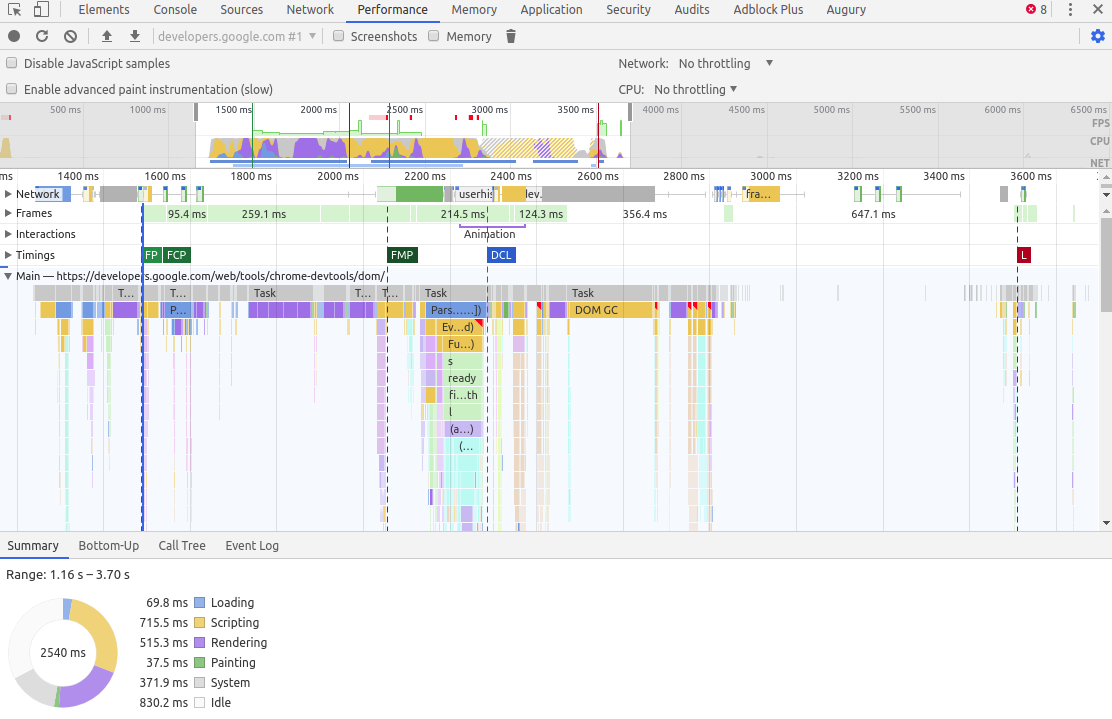 Elements Console Sources Network Performance Memory Application Security Audits Adblock Plus Augury 8
developers.google.com #1 Screenshots Memory
Disable JavaScript samples Network: No throttling
Enable advanced paint instrumentation (slow) CPU: No throttling
500 ms 1000 ms 1500 ms 2000 ms 2500 ms 3000 ms 3500 ms 4000 ms 4500 ms 5000 ms 5500 ms 6000 ms 6500 ms
FPS
CPU
NET
ms 1400 ms 1600 ms 1800 ms 2000 ms 2200 ms 2400 ms 2600 ms 2800 ms 3000 ms 3200 ms 3400 ms 3600 ms
Network userhis lev. fra…
Frames 95.4 ms 259.1 ms 214.5 ms 124.3 ms 356.4 ms 647.1 ms
Interactions Animation
Timings FP FCP FMP DCL L
Main — https://developers.google.com/web/tools/chrome-devtools/dom/
T… T… Task T… T… Task Task
P… Pars……]) DOM GC
Ev…d)
Fu…)
s
ready
fi…th
l
(a…)
(…
Summary Bottom-Up Call Tree Event Log
Range: 1.16 s – 3.70 s
69.8 ms Loading
715.5 ms Scripting
515.3 ms Rendering
2540 ms
37.5 ms Painting
371.9 ms System
830.2 ms Idle